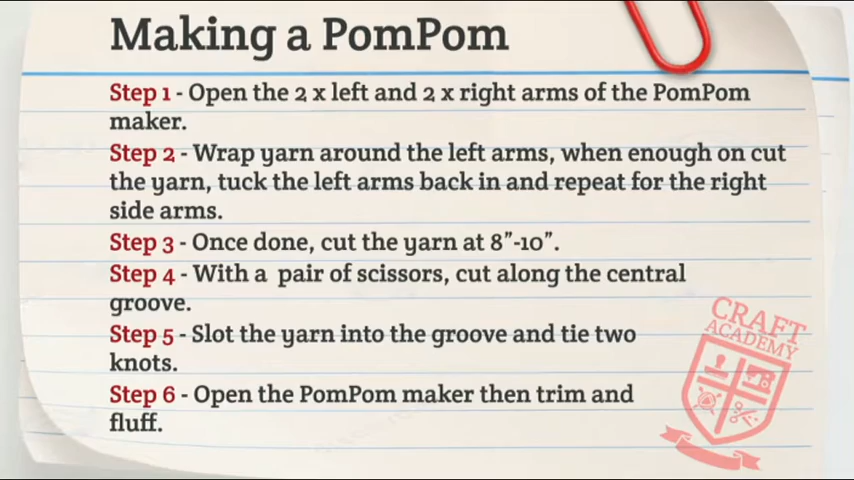 Making a PomPom
Step 1 - Open the 2 x left and 2 x right arms of the PomPom
maker.
Step 2 - Wrap yarn around the left arms, when enough on cut
the yarn, tuck the left arms back in and repeat for the right
side arms.
Step 3 - Once done, cut the yarn at 8”-10”.
Step 4 - With a pair of scissors, cut along the central
groove.
Step 5 - Slot the yarn into the groove and tie two
knots.
Step 6 - Open the PomPom maker then trim and
fluff.
CRAFT
ACADEMY